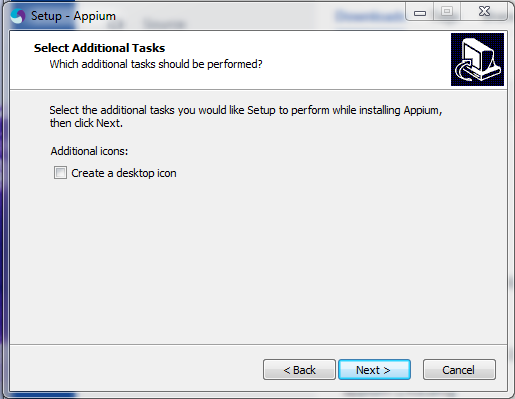 Setup - Appium
Select Additional Tasks
Which additional tasks should be performed?
Select the additional tasks you would like Setup to perform while installing Appium,
then click Next.
Additional icons:
Create a desktop icon
< Back
Next >
Cancel